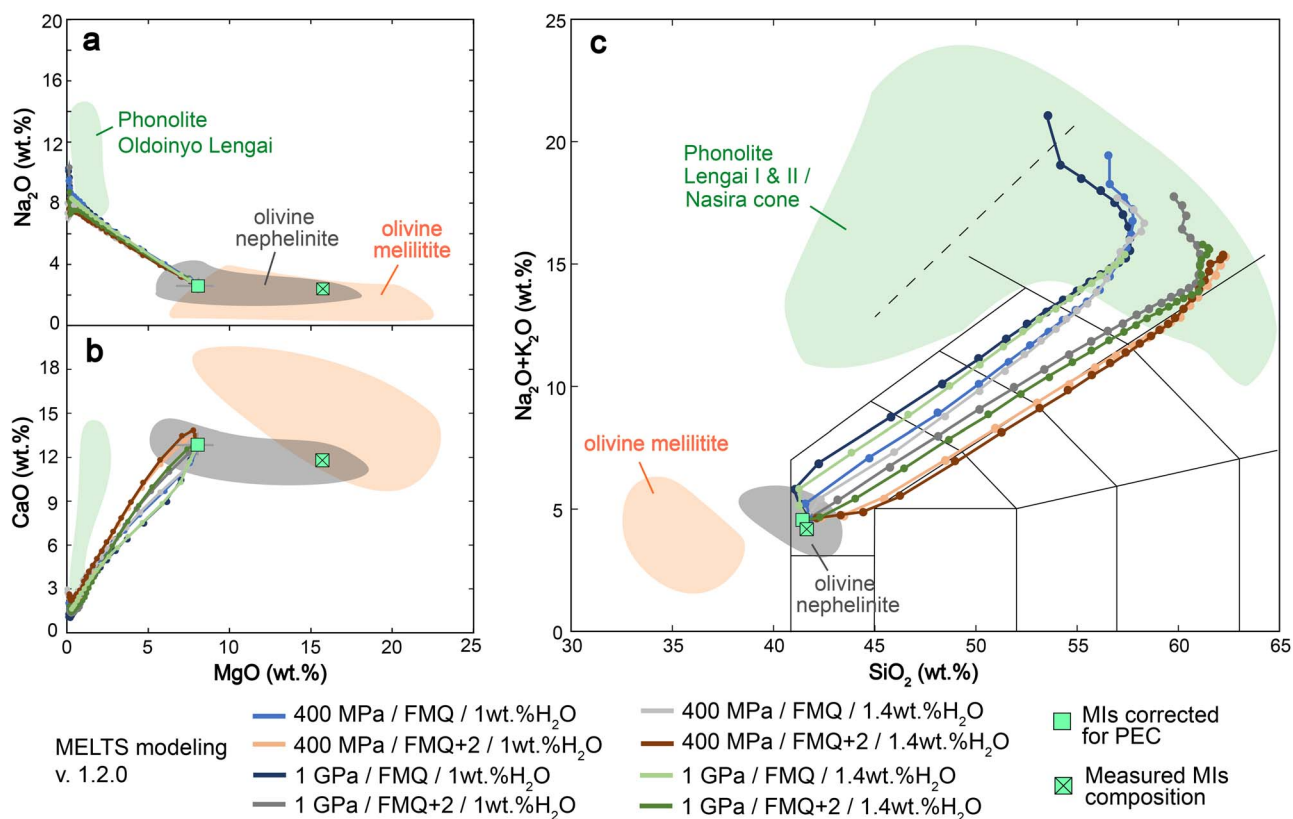 a
Na₂O (wt.%)
20
16
12
8
4
0
Phonolite
Oldoinyo Lengai
olivine
nephelinite
olivine
melilitite
b
CaO (wt.%)
18
15
12
9
6
3
0
0
5
10
15
20
25
MgO (wt.%)
c
Na₂O+K₂O (wt.%)
25
20
15
10
5
0
Phonolite
Lengai I & II /
Nasira cone
olivine melilitite
olivine
nephelinite
30
35
40
45
50
55
60
65
SiO₂ (wt.%)
MELTS modeling
v. 1.2.0
400 MPa / FMQ / 1wt.%H₂O
400 MPa / FMQ+2 / 1wt.%H₂O
1 GPa / FMQ / 1wt.%H₂O
1 GPa / FMQ+2 / 1wt.%H₂O
400 MPa / FMQ / 1.4wt.%H₂O
400 MPa / FMQ+2 / 1.4wt.%H₂O
1 GPa / FMQ / 1.4wt.%H₂O
1 GPa / FMQ+2 / 1.4wt.%H₂O
MIs corrected
for PEC
Measured MIs
composition